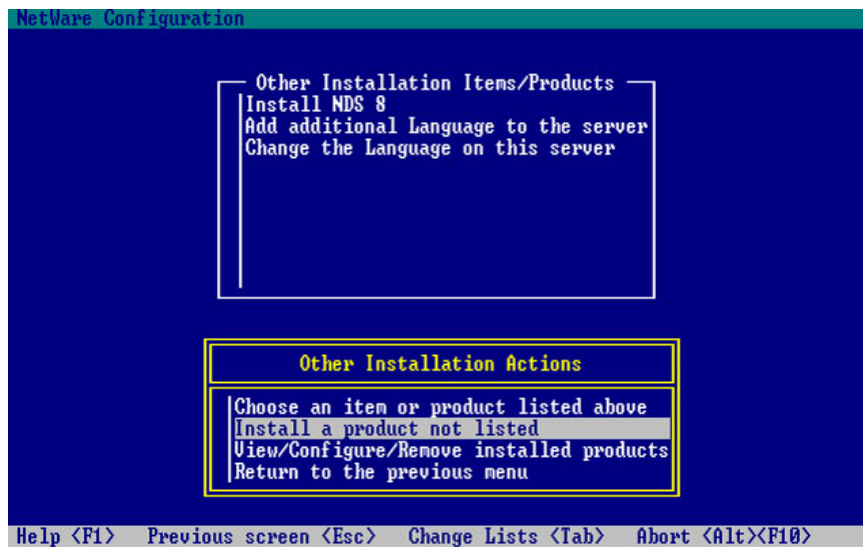 NetWare Configuration
Other Installation Items/Products
Install NDS 8
Add additional Language to the server
Change the Language on this server
Other Installation Actions
Choose an item or product listed above
Install a product not listed
View/Configure/Remove installed products
Return to the previous menu
Help <F1> Previous screen <Esc> Change Lists <Tab> Abort <Alt><F10>